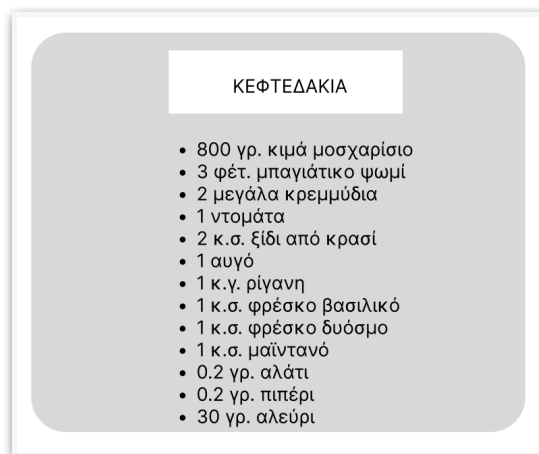 ΚΕΦΤΕΔΑΚΙΑ
• 800 γρ. κιμά μοσχαρίσιο
• 3 φέτ. μπαγιάτικο ψωμί
• 2 μεγάλα κρεμμύδια
• 1 ντομάτα
• 2 κ.σ. ξίδι από κρασί
• 1 αυγό
• 1 κ.γ. ρίγανη
• 1 κ.σ. φρέσκο βασιλικό
• 1 κ.σ. φρέσκο δυόσμο
• 1 κ.σ. μαϊντανό
• 0.2 γρ. αλάτι
• 0.2 γρ. πιπέρι
• 30 γρ. αλεύρι